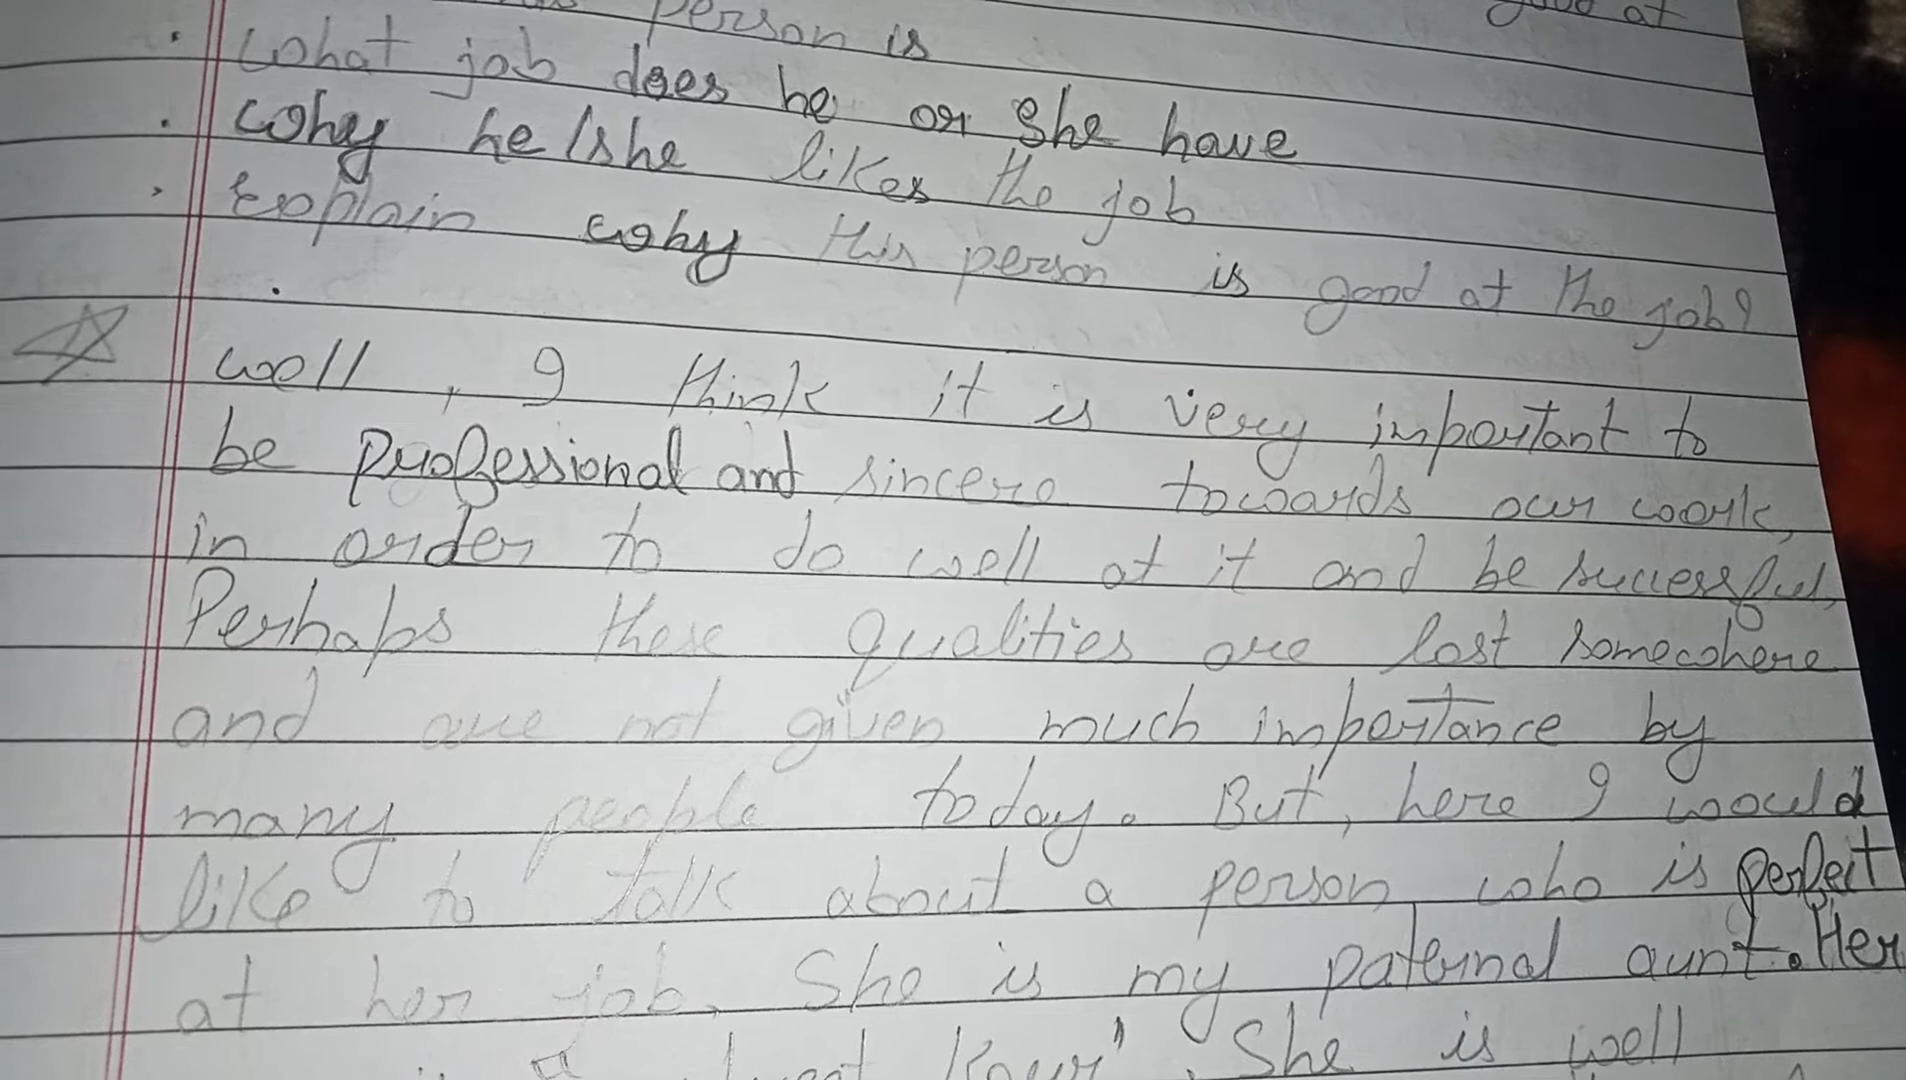 person is good at
. What job does he or she have
. Why he/she likes the job
. Explain why this person is good at the job?
Well, I think it is very important to
be professional and sincere towards our work,
in order to do well at it and be successful,
Perhaps these qualities are lost somewhere
and are not given much importance by
many people today. But, here I would
like to talk about a person who is perfect
at her job. She is my paternal aunt. Her
Kaur'. She is well